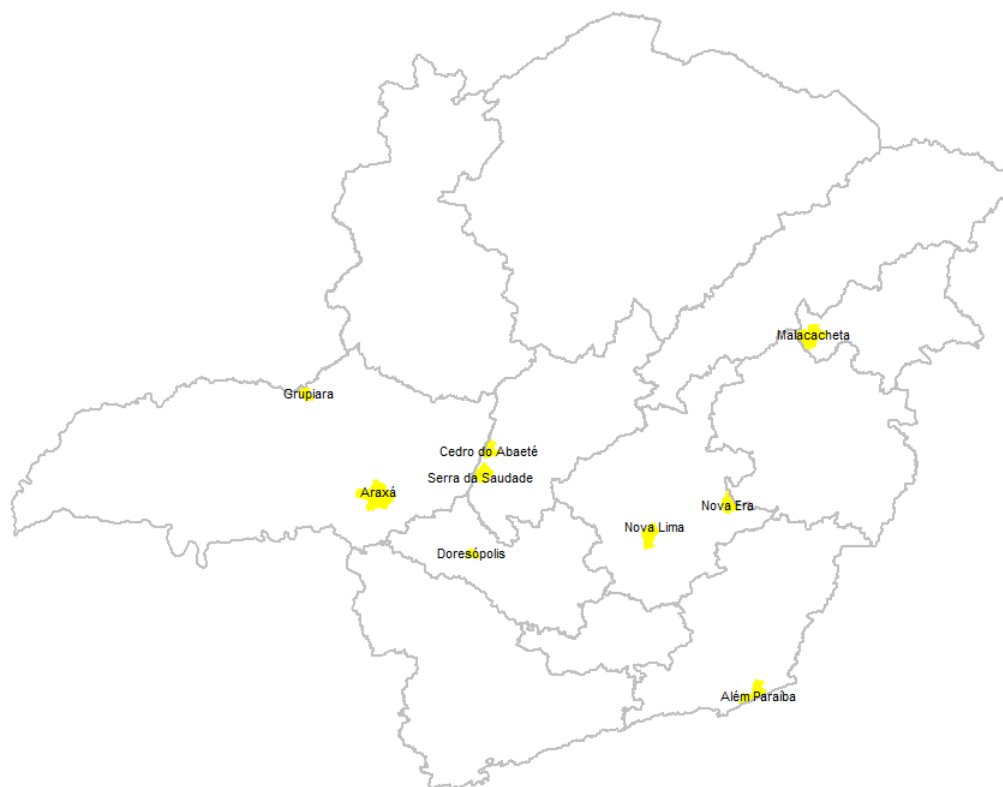 Malacacheta
Grupiara
Cedro do Abaeté
Serra da Saudade
Araxá
Nova Era
Nova Lima
Doresópolis
Além Paraíba